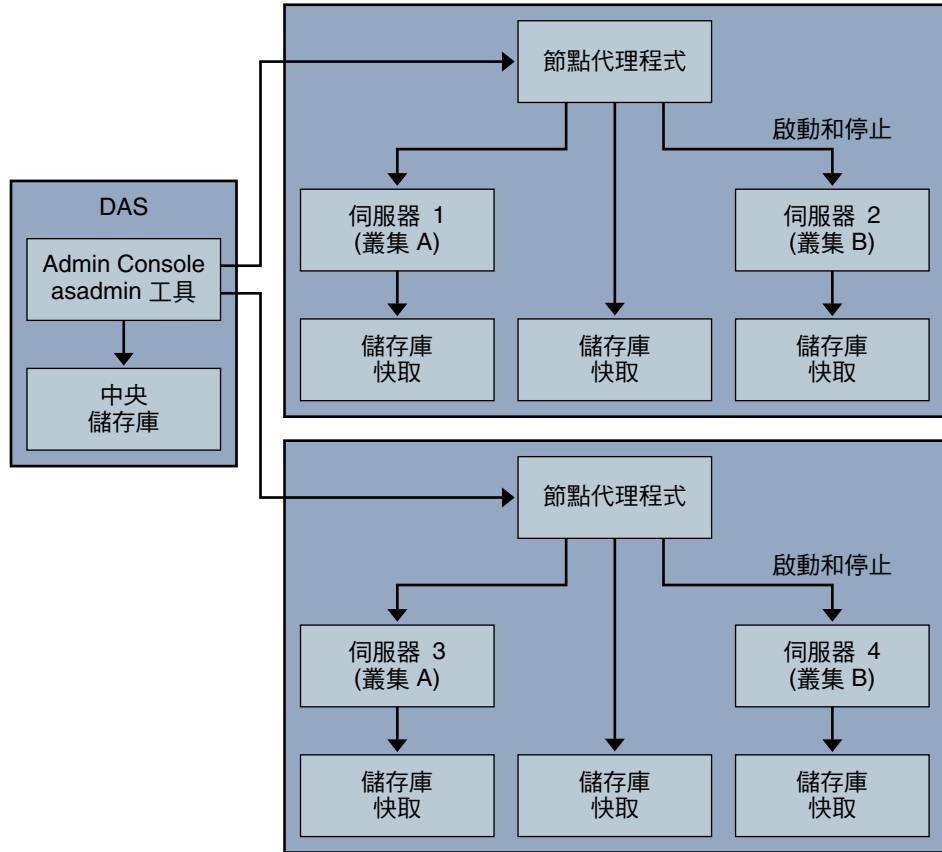 DAS
Admin Console
asadmin 工具
中央
儲存庫
節點代理程式
啟動和停止
伺服器 1
(叢集 A)
伺服器 2
(叢集 B)
儲存庫
快取
儲存庫
快取
儲存庫
快取
節點代理程式
啟動和停止
伺服器 3
(叢集 A)
伺服器 4
(叢集 B)
儲存庫
快取
儲存庫
快取
儲存庫
快取